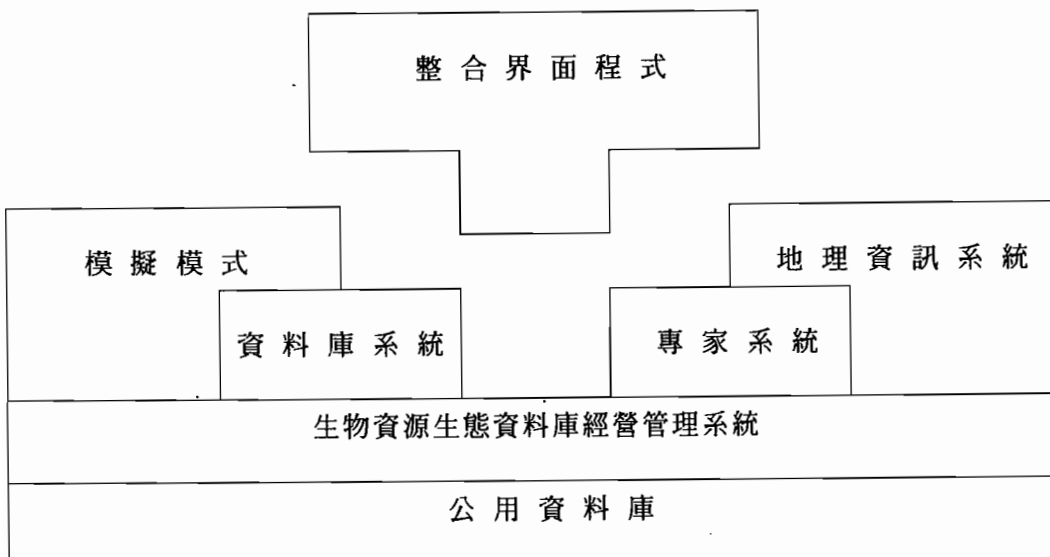 整合界面程式
模擬模式
地理資訊系統
資料庫系統
專家系統
生物資源生態資料庫經營管理系統
公用資料庫